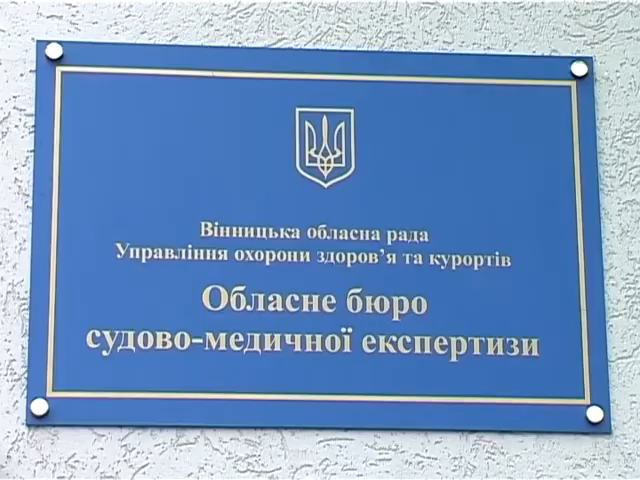 Вінницька обласна рада
Управління охорони здоров’я та курортів
Обласне бюро
судово-медичної експертизи